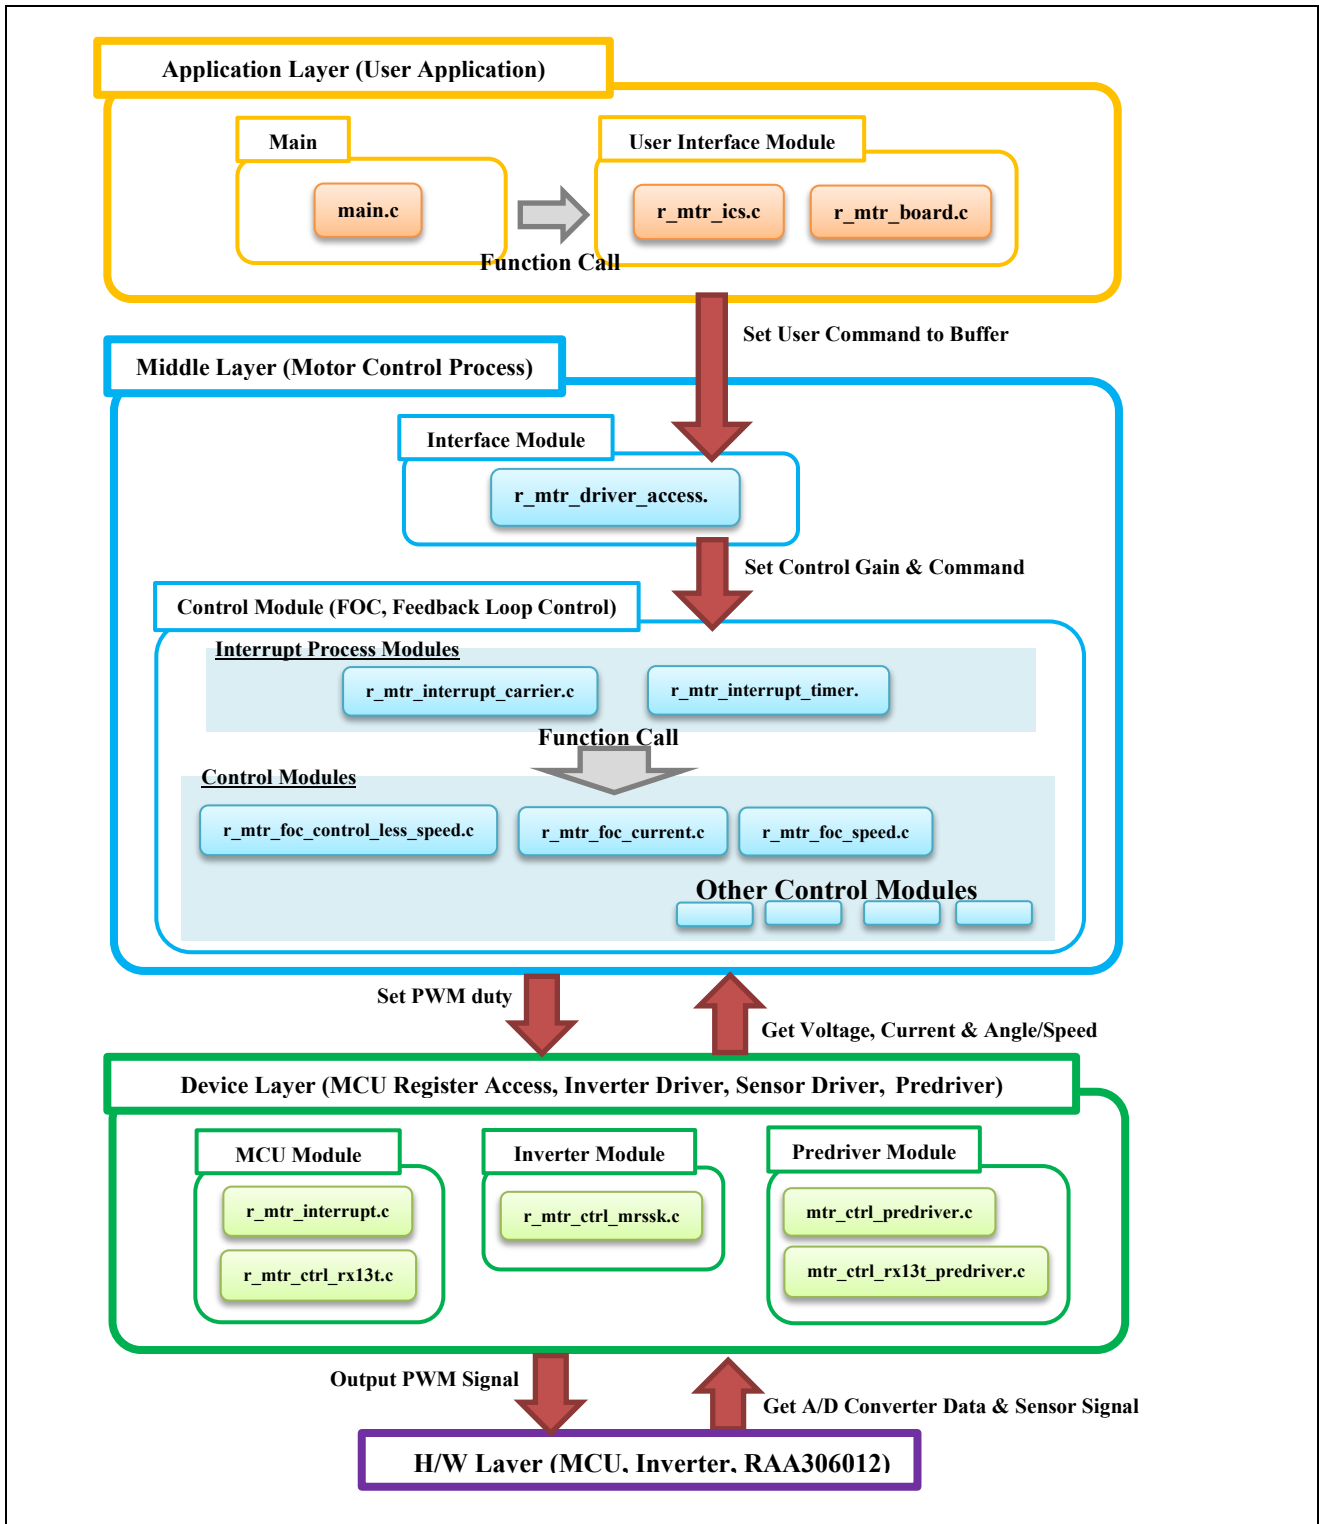 Application Layer (User Application)
Main
User Interface Module
main.c
r_mtr_ics.c
r_mtr_board.c
Function Call
Set User Command to Buffer
Middle Layer (Motor Control Process)
Interface Module
r_mtr_driver_access.
Set Control Gain & Command
Control Module (FOC, Feedback Loop Control)
Interrupt Process Modules
r_mtr_interrupt_carrier.c
r_mtr_interrupt_timer.
Function Call
Control Modules
r_mtr_foc_control_less_speed.c
r_mtr_foc_current.c
r_mtr_foc_speed.c
Other Control Modules
Set PWM duty
Get Voltage, Current & Angle/Speed
Device Layer (MCU Register Access, Inverter Driver, Sensor Driver, Predriver)
MCU Module
Inverter Module
Predriver Module
r_mtr_interrupt.c
r_mtr_ctrl_mrssk.c
mtr_ctrl_predriver.c
r_mtr_ctrl_rx13t.c
mtr_ctrl_rx13t_predriver.c
Output PWM Signal
Get A/D Converter Data & Sensor Signal
H/W Layer (MCU, Inverter, RAA306012)